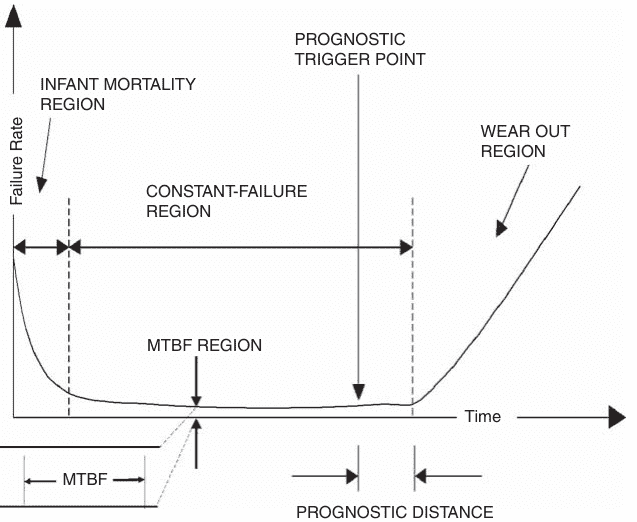 PROGNOSTIC
TRIGGER POINT
INFANT MORTALITY
REGION
WEAR OUT
REGION
Failure Rate
CONSTANT-FAILURE
REGION
MTBF REGION
Time
MTBF
PROGNOSTIC DISTANCE